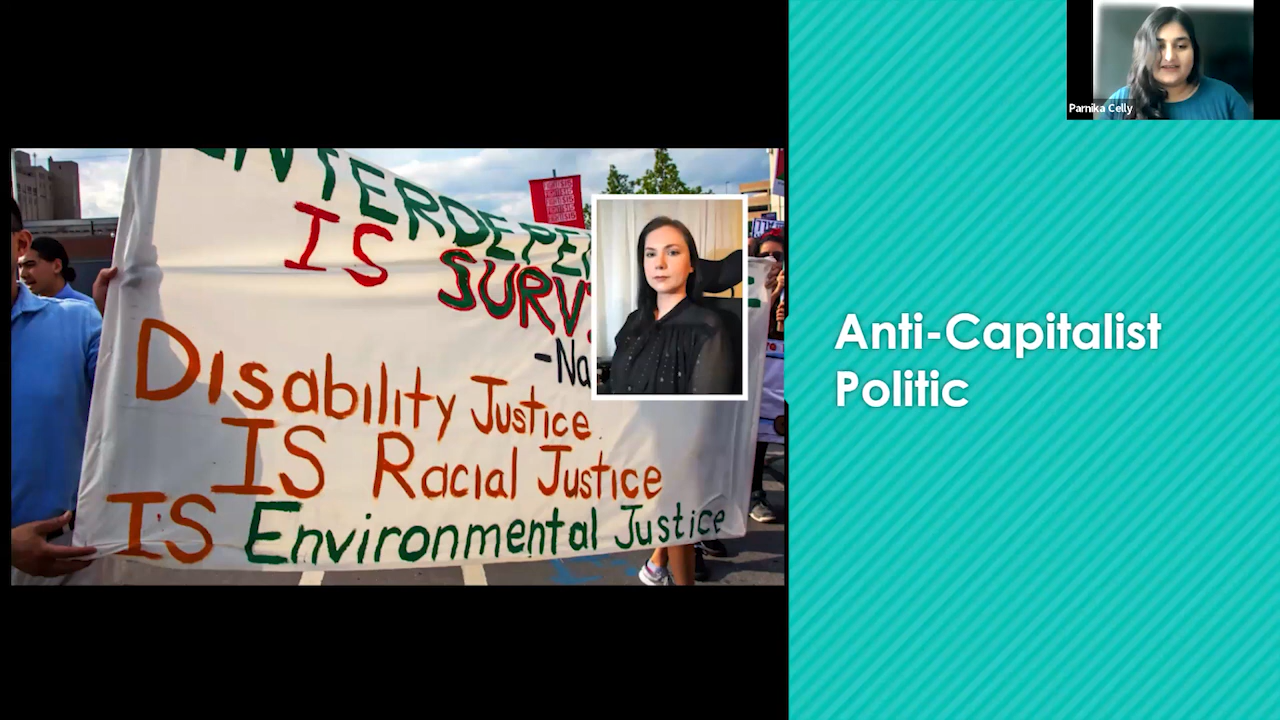 IS
Disability Justice
IS Racial Justice
IS Environmental Justice
Anti-Capitalist
Politic
Parnika Celly